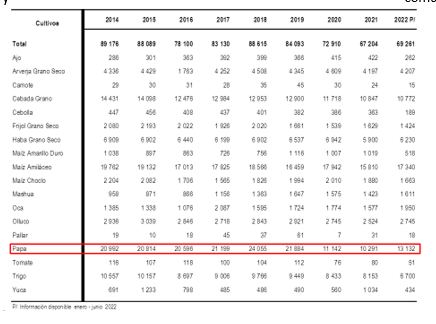 y como
Cultivos 2014 2015 2016 2017 2018 2019 2020 2021 2022 P/
Total 89 176 88 089 78 100 83 130 88 615 84 093 72 910 67 204 69 261
Ajo 286 301 363 392 399 366 415 422 262
Arverja Grano Seco 4 336 4 429 1 763 4 252 4 508 4 345 4 609 4 197 4 207
Camote 29 30 31 28 35 45 30 24 15
Cebada Grano 14 431 14 098 12 476 12 984 12 953 12 900 11 718 10 847 10 772
Cebolla 447 456 408 437 401 382 386 363 189
Frijol Grano Seco 2 080 2 193 2 022 1 926 2 020 1 661 1 539 1 629 1 424
Haba Grano Seco 6 909 6 902 6 440 6 199 6 902 6 537 6 942 5 900 6 230
Maíz Amarillo Duro 1 038 897 863 726 756 1 116 1 007 1 019 518
Maíz Amiláceo 19 762 19 132 17 013 17 825 18 566 16 459 17 942 15 810 17 340
Maíz Choclo 2 204 2 082 1 706 1 565 1 826 1 994 2 010 1 880 1 663
Mashua 958 871 866 1 156 1 363 1 647 1 575 1 423 1 611
Oca 1 385 1 338 1 076 2 087 1 595 1 724 1 774 1 577 1 950
Olluco 2 936 3 039 2 846 2 718 2 843 2 921 2 745 2 524 2 745
Pallar 19 10 18 45 37 61 7 31 18
Papa 20 992 20 814 20 596 21 199 24 055 21 884 11 142 10 291 13 132
Tomate 116 107 118 100 104 112 76 80 51
Trigo 10 557 10 157 8 697 9 006 9 766 9 449 8 433 8 153 6 700
Yuca 691 1 233 798 485 486 490 560 1 034 434
P/ Información disponible enero - junio 2022